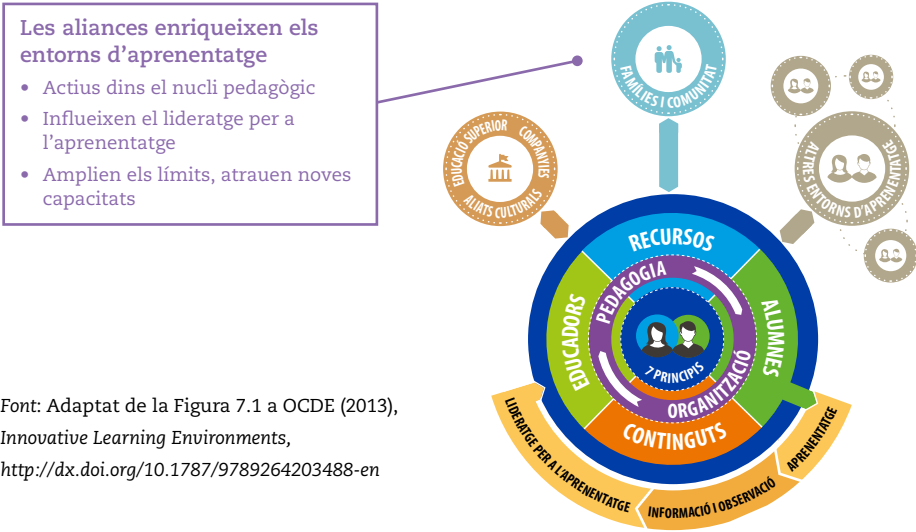 Les aliances enriqueixen els
entorns d’aprenentatge
• Actius dins el nucli pedagògic
• Influeixen el lideratge per a
l’aprenentatge
• Amplien els límits, atrauen noves
capacitats
FAMÍLIES I COMUNITAT
EDUCACIÓ SUPERIOR
COMPANYIES
ALIATS CULTURALS
ALTRES ENTORNS D’APRENENTATGE
RECURSOS
PEDAGOGIA
EDUCADORS
ALUMNES
7 PRINCIPIS
ORGANITZACIÓ
CONTINGUTS
LIDERATGE PER A L’APRENENTATGE
INFORMACIÓ I OBSERVACIÓ
APRENENTATGE
Font: Adaptat de la Figura 7.1 a OCDE (2013),
Innovative Learning Environments,
http://dx.doi.org/10.1787/9789264203488-en